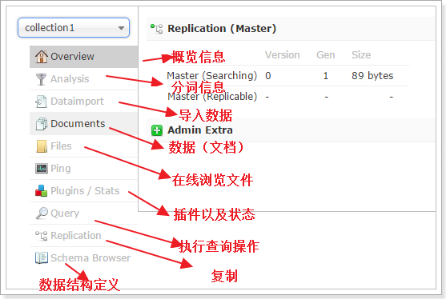 collection1
Replication (Master)
Version Gen Size
Master (Searching) 0 1 89 bytes
Master (Replicable) - - -
Admin Extra
Overview
概览信息
Analysis
分词信息
Dataimport
导入数据
Documents
数据（文档）
Files
在线浏览文件
Ping
Plugins / Stats
插件以及状态
Query
执行查询操作
Replication
复制
Schema Browser
数据结构定义